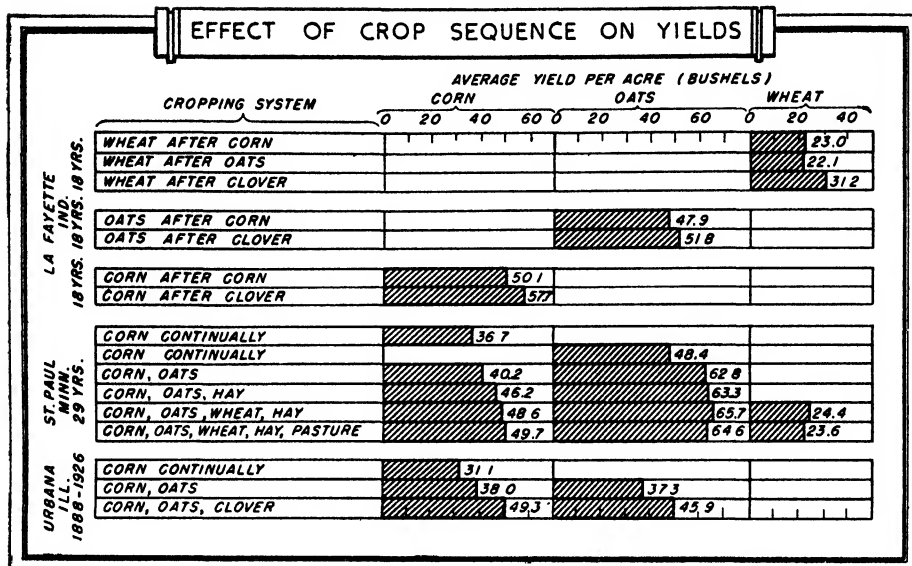 EFFECT OF CROP SEQUENCE ON YIELDS
AVERAGE YIELD PER ACRE (BUSHELS)
CROPPING SYSTEM CORN OATS WHEAT
0 20 40 60 0 20 40 60 0 20 40
LA FAYETTE IND.
18 YRS. 18 YRS. 18 YRS.
WHEAT AFTER CORN 23.0
WHEAT AFTER OATS 22.1
WHEAT AFTER CLOVER 31 2
OATS AFTER CORN 47.9
OATS AFTER CLOVER 51 8
CORN AFTER CORN 50 1
CORN AFTER CLOVER 57.7
ST. PAUL
MINN.
29 YRS.
CORN CONTINUALLY 36 7
CORN CONTINUALLY 48.4
CORN, OATS 40.2 62 8
CORN, OATS, HAY 46.2 63.3
CORN, OATS, WHEAT, HAY 48 6 65.7 24.4
CORN, OATS, WHEAT, HAY, PASTURE 49.7 64 6 23.6
URBANA
ILL.
1888-1926
CORN CONTINUALLY 31 1
CORN, OATS 38 0 37 3
CORN, OATS, CLOVER 49.3 45.9